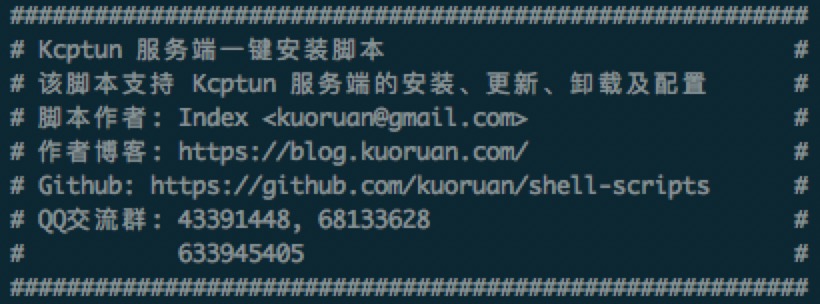 #########################################################
# Kcptun 服务端一键安装脚本 #
# 该脚本支持 Kcptun 服务端的安装、更新、卸载及配置 #
# 脚本作者: Index <kuoruan@gmail.com> #
# 作者博客: https://blog.kuoruan.com/ #
# Github: https://github.com/kuoruan/shell-scripts #
# QQ交流群: 43391448, 68133628 #
# 633945405 #
#########################################################